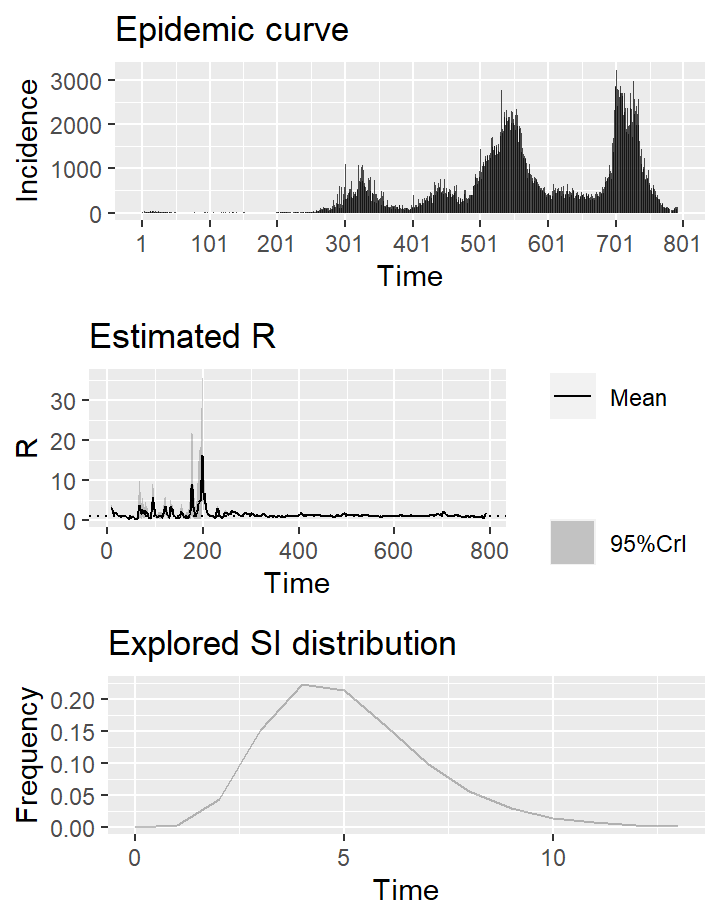 Epidemic curve
Incidence
3000
2000
1000
0
1 101 201 301 401 501 601 701 801
Time
Estimated R
R
30
20
10
0
0 200 400 600 800
Time
Mean
95%CrI
Explored SI distribution
Frequency
0.20
0.15
0.10
0.05
0.00
0 5 10
Time